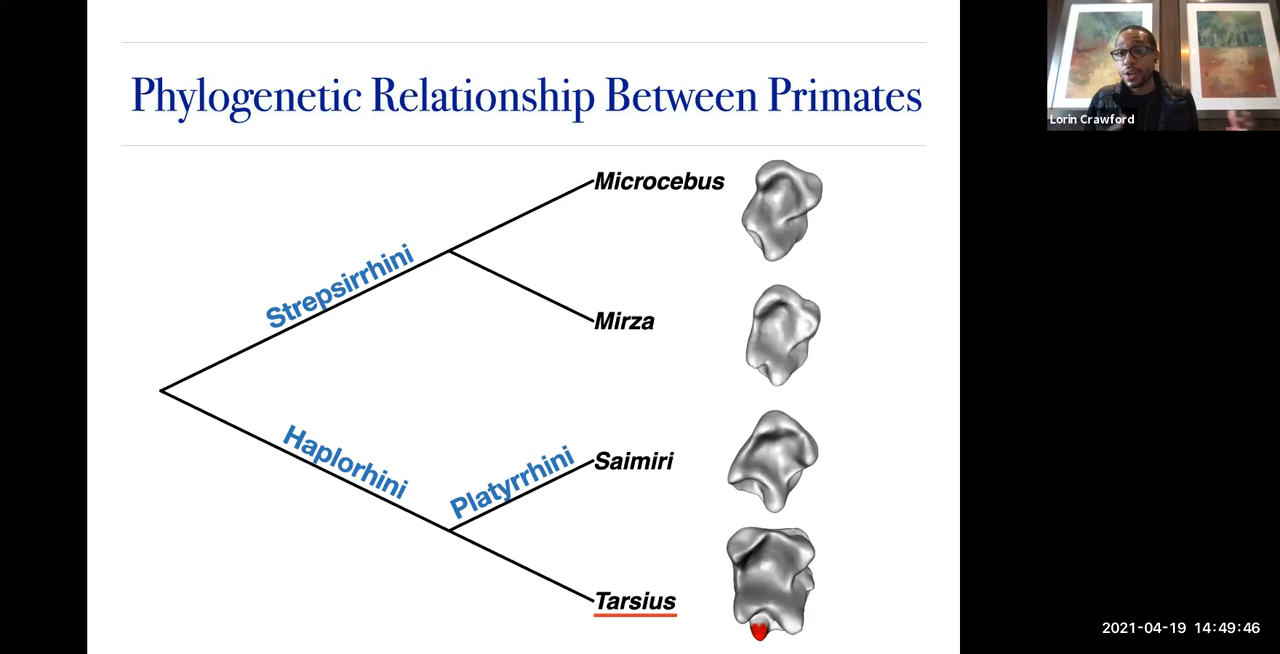 Phylogenetic Relationship Between Primates
Lorin Crawford
Microcebus
Strepsirrhini
Mirza
Haplorhini
Platyrrhini
Saimiri
Tarsius
2021-04-19 14:49:46